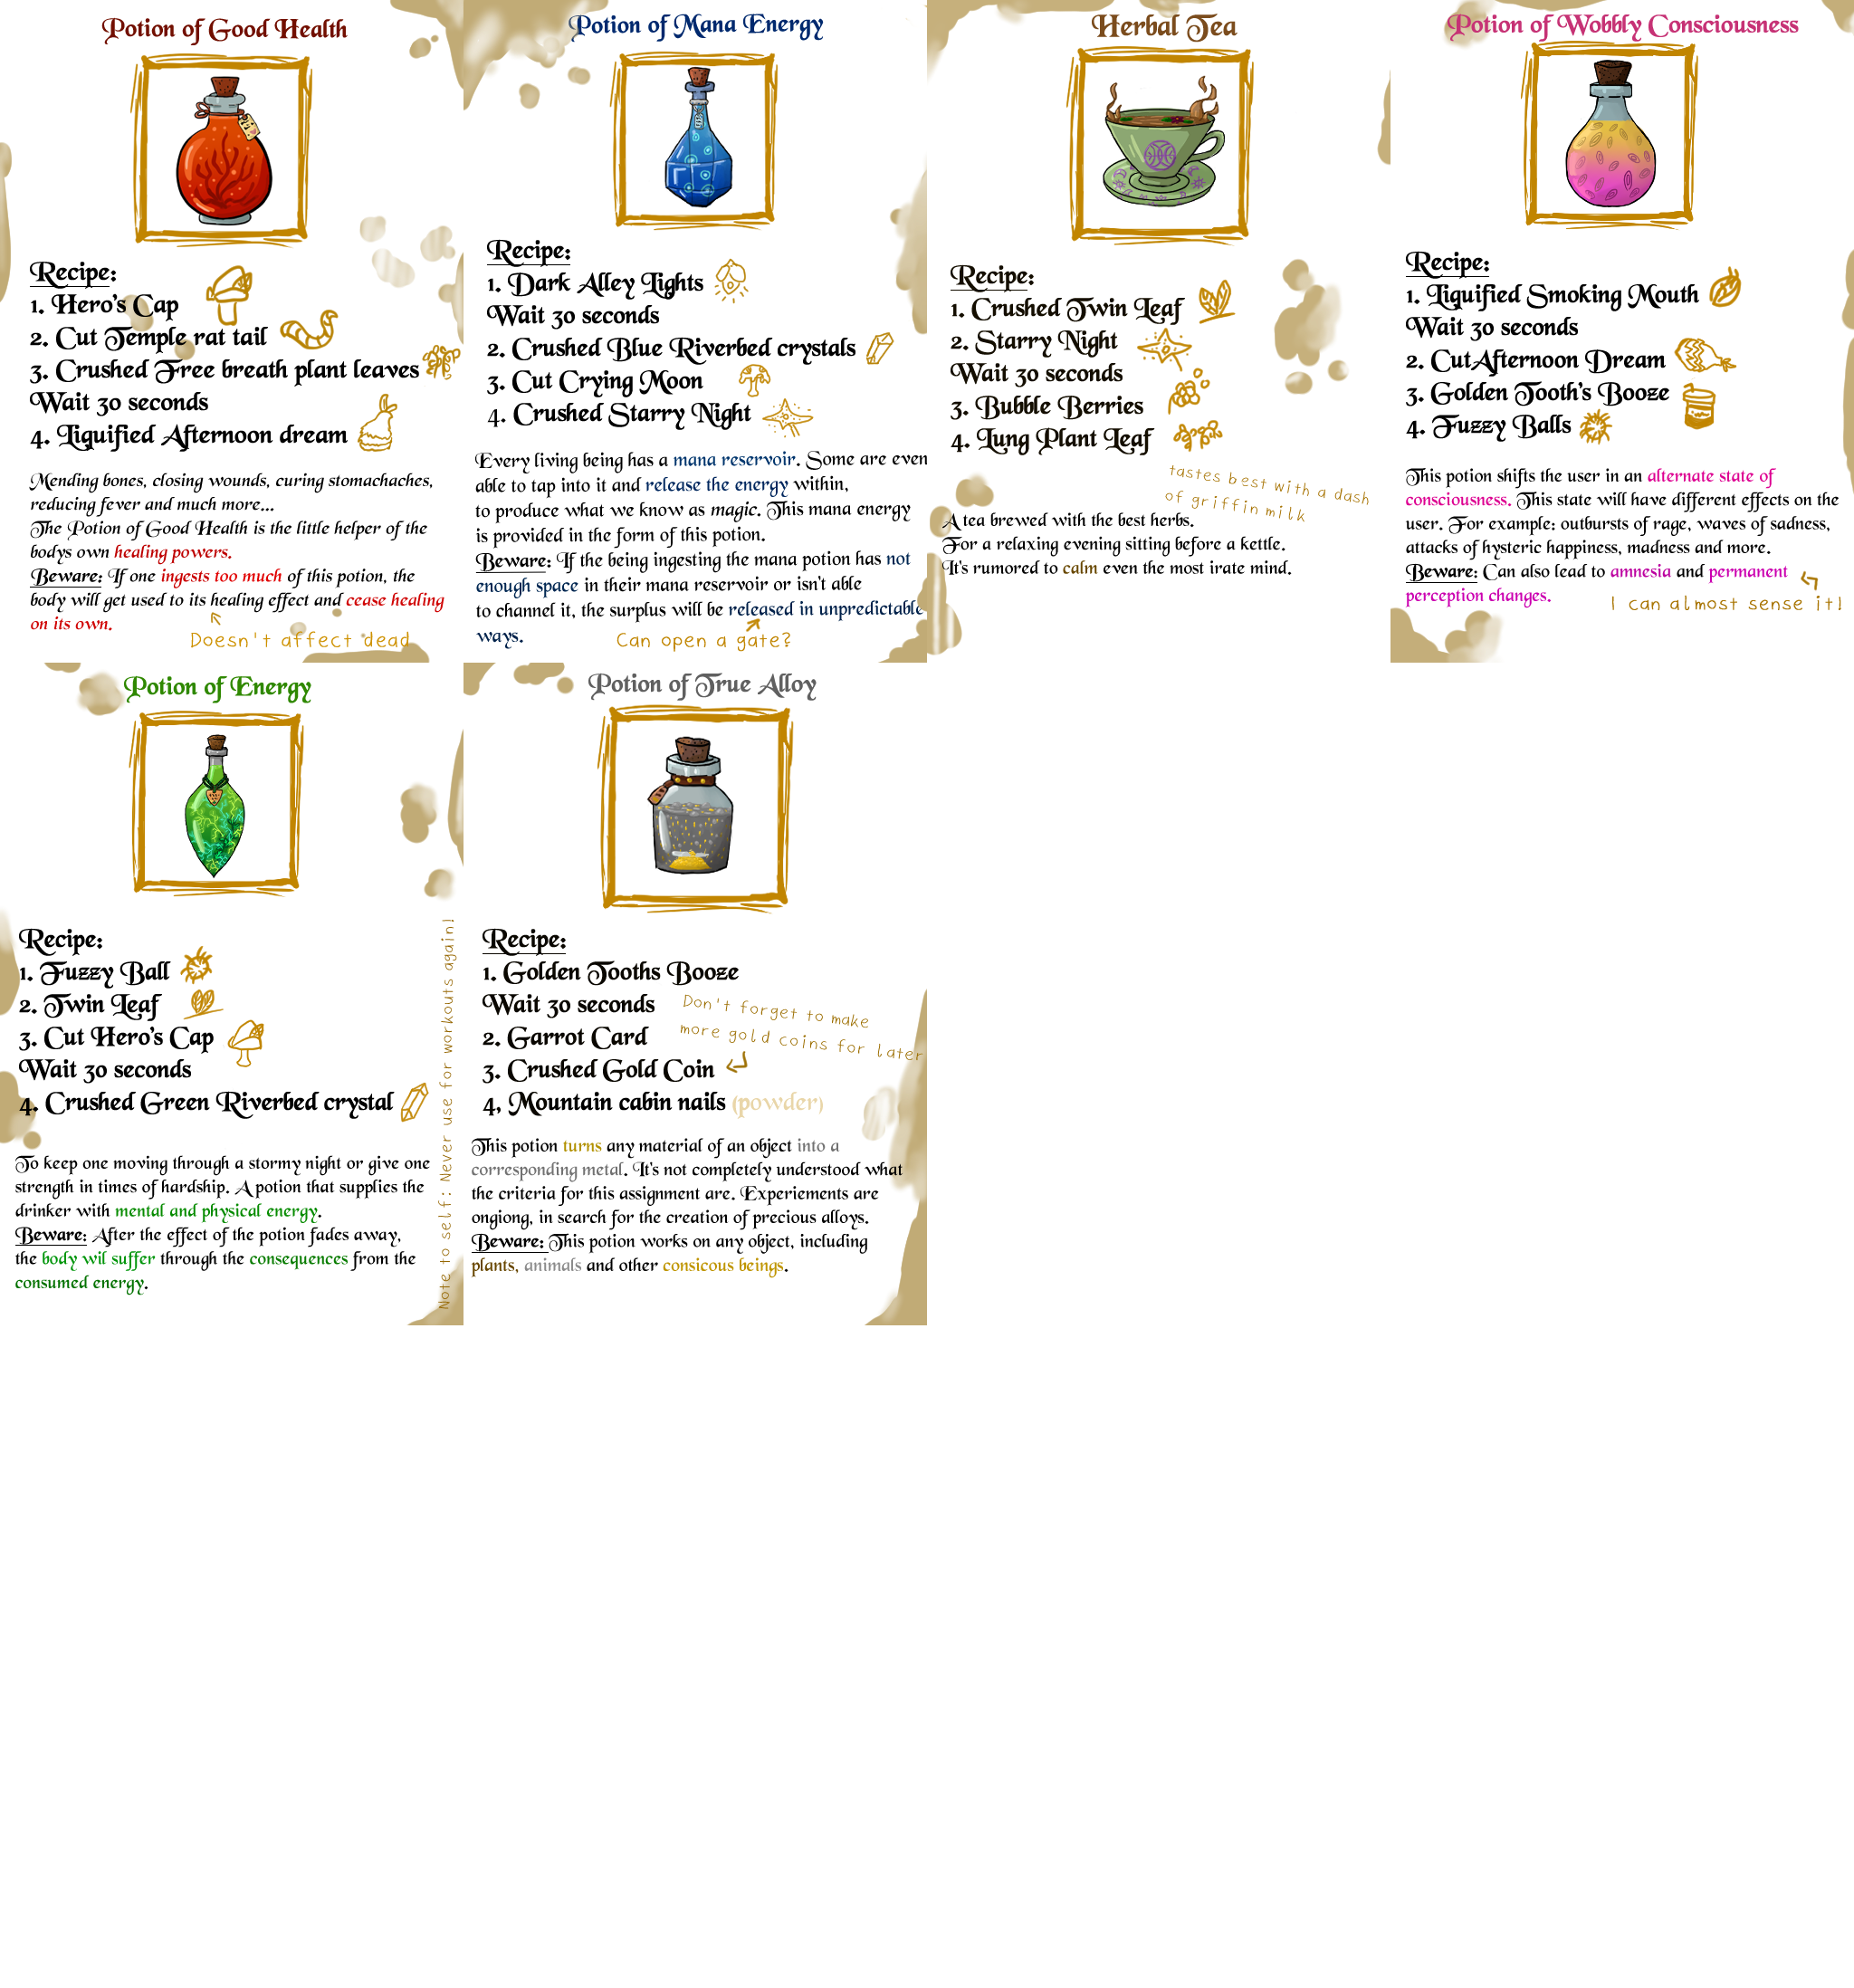 Potion of Good Health
Recipe:
1. Hero's Cap
2. Cut Temple rat tail
3. Crushed Free breath plant leaves
Wait 30 seconds
4. Liquified Afternoon dream
Mending bones, closing wounds, curing stomachaches,
reducing fever and much more...
The Potion of Good Health is the little helper of the
bodys own healing powers.
Beware: If one ingests too much of this potion, the
body will get used to its healing effect and cease healing
on its own.
Doesn't affect dead
Potion of Mana Energy
Recipe:
1. Dark Alley Lights
Wait 30 seconds
2. Crushed Blue Riverbed crystals
3. Cut Crying Moon
4. Crushed Starry Night
Every living being has a mana reservoir. Some are even
able to tap into it and release the energy within,
to produce what we know as magic. This mana energy
is provided in the form of this potion.
Beware: If the being ingesting the mana potion has not
enough space in their mana reservoir or isn't able
to channel it, the surplus will be released in unpredictable
ways.
Can open a gate?
Herbal Tea
Recipe:
1. Crushed Twin Leaf
2. Starry Night
Wait 30 seconds
3. Bubble Berries
4. Lung Plant Leaf
tastes best with a dash
of griffin milk
A tea brewed with the best herbs.
For a relaxing evening sitting before a kettle.
It's rumored to calm even the most irate mind.
Potion of Wobbly Consciousness
Recipe:
1. Liquified Smoking Mouth
Wait 30 seconds
2. CutAfternoon Dream
3. Golden Tooth's Booze
4. Fuzzy Balls
This potion shifts the user in an alternate state of
consciousness. This state will have different effects on the
user. For example: outbursts of rage, waves of sadness,
attacks of hysteric happiness, madness and more.
Beware: Can also lead to amnesia and permanent
perception changes.
I can almost sense it!
Potion of Energy
Recipe:
1. Fuzzy Ball
2. Twin Leaf
3. Cut Hero's Cap
Wait 30 seconds
4. Crushed Green Riverbed crystal
To keep one moving through a stormy night or give one
strength in times of hardship. A potion that supplies the
drinker with mental and physical energy.
Beware: After the effect of the potion fades away,
the body wil suffer through the consequences from the
consumed energy.
Note to self: Never use for workouts again!
Potion of True Alloy
Recipe:
1. Golden Tooths Booze
Wait 30 seconds
2. Garrot Card
3. Crushed Gold Coin
4, Mountain cabin nails (powder)
Don't forget to make
more gold coins for later
This potion turns any material of an object into a
corresponding metal. It's not completely understood what
the criteria for this assignment are. Experiements are
ongiong, in search for the creation of precious alloys.
Beware: This potion works on any object, including
plants, animals and other consicous beings.